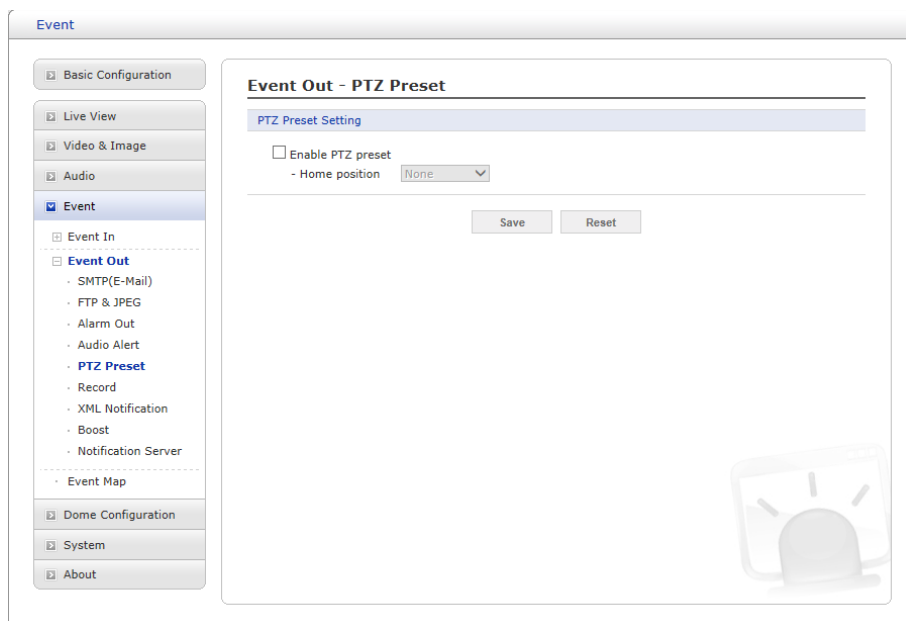 Event
Basic Configuration
Live View
Video & Image
Audio
Event
Event In
Event Out
· SMTP(E-Mail)
· FTP & JPEG
· Alarm Out
· Audio Alert
· PTZ Preset
· Record
· XML Notification
· Boost
· Notification Server
· Event Map
Dome Configuration
System
About
Event Out - PTZ Preset
PTZ Preset Setting
Enable PTZ preset
- Home position None
Save Reset